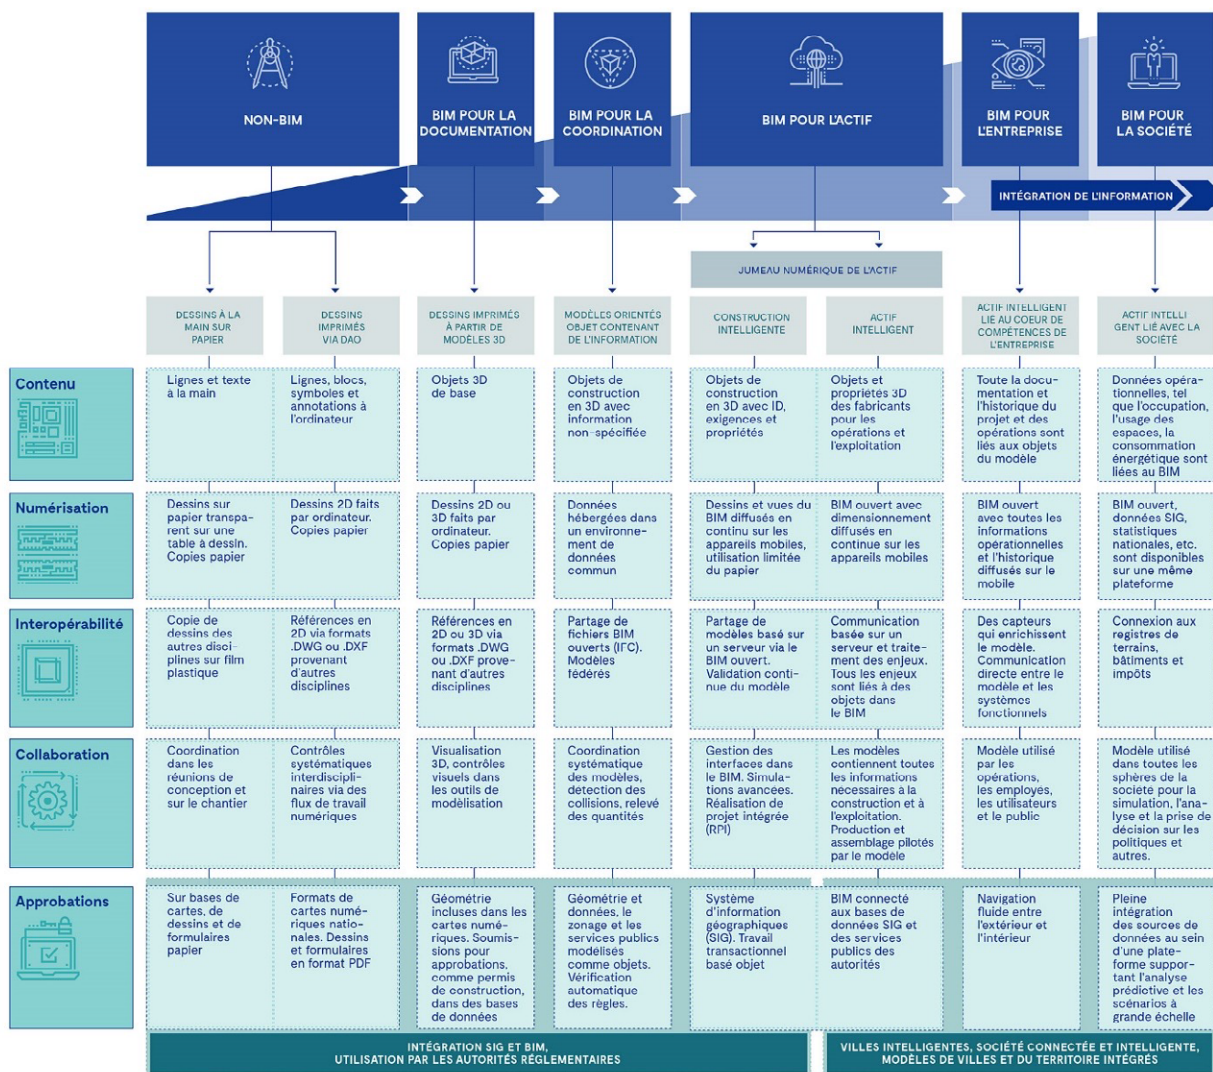 NON-BIM
BIM POUR LA
DOCUMENTATION
BIM POUR LA
COORDINATION
BIM POUR L'ACTIF
BIM POUR
L'ENTREPRISE
BIM POUR
LA SOCIÉTÉ
INTÉGRATION DE L'INFORMATION
JUMEAU NUMÉRIQUE DE L'ACTIF
DESSINS À LA
MAIN SUR
PAPIER
DESSINS
IMPRIMÉS
VIA DAO
DESSINS IMPRIMÉS
À PARTIR DE
MODÈLES 3D
MODÈLES ORIENTÉS
OBJET CONTENANT
DE L'INFORMATION
CONSTRUCTION
INTELLIGENTE
ACTIF
INTELLIGENT
ACTIF INTELLIGENT
LIÉ AU COEUR DE
COMPÉTENCES DE
L'ENTREPRISE
ACTIF INTELLI
GENT LIÉ AVEC LA
SOCIÉTÉ
Contenu
Lignes et texte
à la main
Lignes, blocs,
symboles et
annotations à
l'ordinateur
Objets 3D
de base
Objets de
construction
en 3D avec
information
non-spécifiée
Objets de
construction
en 3D avec ID,
exigences et
propriétés
Objets et
propriétés 3D
des fabricants
pour les
opérations et
l'exploitation
Toute la docu-
mentation et
l'historique du
projet et des
opérations sont
liés aux objets
du modèle
Données opéra-
tionnelles, tel
que l'occupation,
l'usage des
espaces, la
consommation
énergétique sont
liées au BIM
Numérisation
Dessins sur
papier transpa-
rent sur une
table à dessin.
Copies papier
Dessins 2D faits
par ordinateur.
Copies papier
Dessins 2D ou
3D faits par
ordinateur.
Copies papier
Données
hébergées dans
un environne-
ment de
données
commun
Dessins et vues du
BIM diffusés en
continu sur les
appareils mobiles,
utilisation limitée
du papier
BIM ouvert avec
dimensionnement
diffusés en
continue sur les
appareils mobiles
BIM ouvert
avec toutes les
informations
opérationnelles
et l'historique
diffusés sur le
mobile
BIM ouvert,
données SIG,
statistiques
nationales, etc.
sont disponibles
sur une même
plateforme
Interopérabilité
Copie de
dessins des
autres disci-
plines sur film
plastique
Références en
2D via formats
.DWG ou .DXF
provenant
d'autres
disciplines
Références en
2D ou 3D via
formats .DWG
ou .DXF prove-
nant d'autres
disciplines
Partage de
fichiers BIM
ouverts (IFC).
Modèles
fédérés
Partage de
modèles basé sur
un serveur via le
BIM ouvert.
Validation conti-
nue du modèle
Communication
basée sur un
serveur et traite-
ment des enjeux.
Tous les enjeux
sont liés à des
objets dans
le BIM
Des capteurs
qui enrichissent
le modèle.
Communication
directe entre le
modèle et les
systèmes
fonctionnels
Connexion aux
registres de
terrains,
bâtiments et
impôts
Collaboration
Coordination
dans les
réunions de
conception et
sur le chantier
Contrôles
systématiques
interdiscipli-
naires via des
flux de travail
numériques
Visualisation
3D, contrôles
visuels dans
les outils de
modèlisation
Coordination
systématique
des modèles,
détection des
collisions, relevé
des quantités
Gestion des
interfaces dans
le BIM. Simula-
tions avancées.
Réalisation de
projet intégrée
(RPI)
Les modèles
contiennent toutes
les informations
nécessaires à la
construction et à
l'exploitation.
Production et
assemblage pilotés
par le modèle
Modèle utilisé
par les
opérations,
les employés,
les utilisateurs
et le public
Modèle utilisé
dans toutes les
sphères de la
société pour la
simulation, l'ana-
lyse et la prise de
décision sur les
politiques et
autres.
Approbations
Sur bases de
cartes, de
dessins et de
formulaires
papier
Formats de
cartes numé-
riques natio-
nales. Dessins
et formulaires
en format PDF
Géométrie
incluses dans les
cartes numé-
riques. Soumis-
sions pour
approbations,
comme permis
de construction,
dans des bases
de données
Géométrie et
données, le
zonage et les
services publics
modélisés
comme objets.
Vérification
automatique
des règles.
Système
d'information
géographiques
(SIG). Travail
transactionnel
basé objet
BIM connecté
aux bases de
données SIG et
des services
publics des
autorités
Navigation
fluide entre
l'extérieur et
l'intérieur
Pleine
intégration
des sources de
données au sein
d'une plate-
forme suppor-
tant l'analyse
prédictive et les
scénarios à
grande échelle
INTÉGRATION SIG ET BIM,
UTILISATION PAR LES AUTORITÉS RÉGLEMENTAIRES
VILLES INTELLIGENTES, SOCIÉTÉ CONNECTÉE ET INTELLIGENTE,
MODÈLES DE VILLES ET DU TERRITOIRE INTÉGRÉS